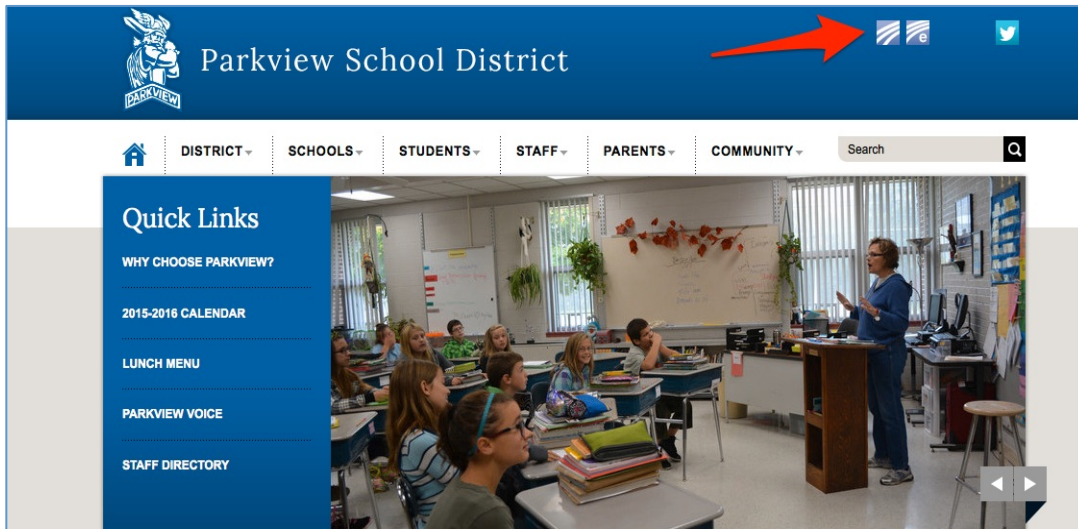 PARKVIEW
Parkview School District
e
DISTRICT
SCHOOLS
STUDENTS
STAFF
PARENTS
COMMUNITY
Search
Quick Links
WHY CHOOSE PARKVIEW?
2015-2016 CALENDAR
LUNCH MENU
PARKVIEW VOICE
STAFF DIRECTORY